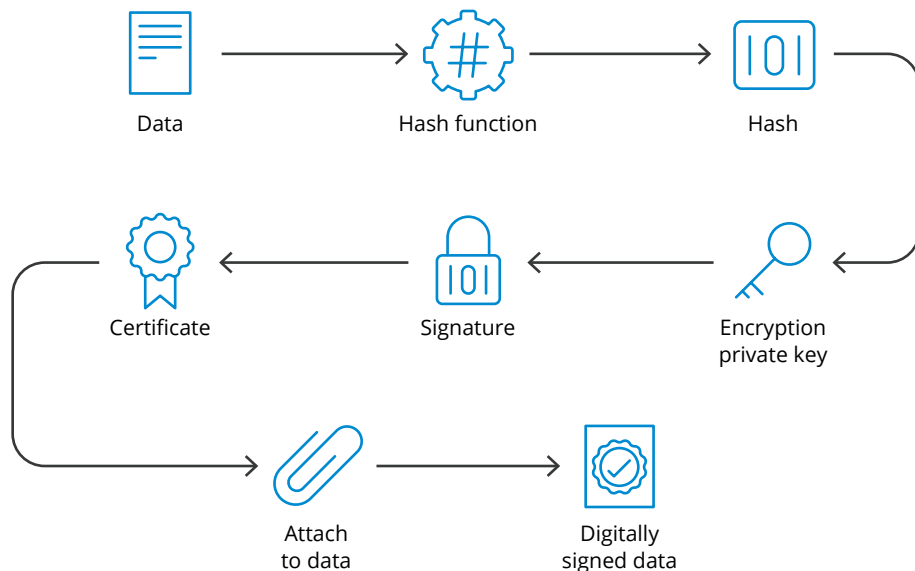 Data
Hash function
Hash
Certificate
Signature
Encryption
private key
Attach
to data
Digitally
signed data